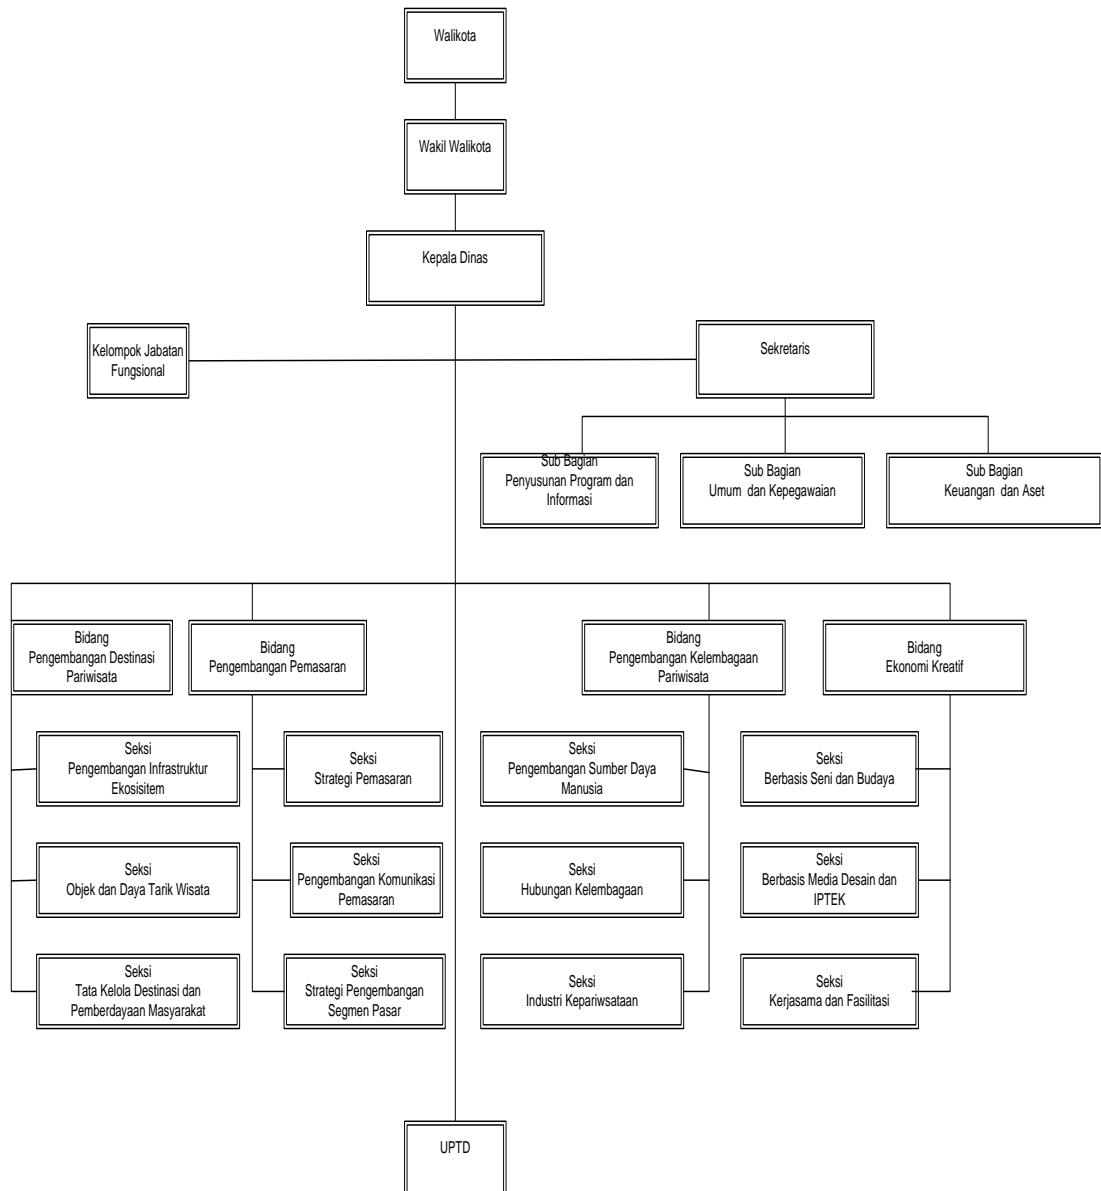 Walikota
Wakil Walikota
Kepala Dinas
Kelompok Jabatan
Fungsional
Sekretaris
Sub Bagian
Penyusunan Program dan
Informasi
Sub Bagian
Umum dan Kepegawaian
Sub Bagian
Keuangan dan Aset
Bidang
Pengembangan Destinasi
Pariwisata
Bidang
Pengembangan Pemasaran
Bidang
Pengembangan Kelembagaan
Pariwisata
Bidang
Ekonomi Kreatif
Seksi
Pengembangan Infrastruktur
Ekosisitem
Seksi
Strategi Pemasaran
Seksi
Pengembangan Sumber Daya
Manusia
Seksi
Berbasis Seni dan Budaya
Seksi
Objek dan Daya Tarik Wisata
Seksi
Pengembangan Komunikasi
Pemasaran
Seksi
Hubungan Kelembagaan
Seksi
Berbasis Media Desain dan
IPTEK
Seksi
Tata Kelola Destinasi dan
Pemberdayaan Masyarakat
Seksi
Strategi Pengembangan
Segmen Pasar
Seksi
Industri Kepariwsataan
Seksi
Kerjasama dan Fasilitasi
UPTD